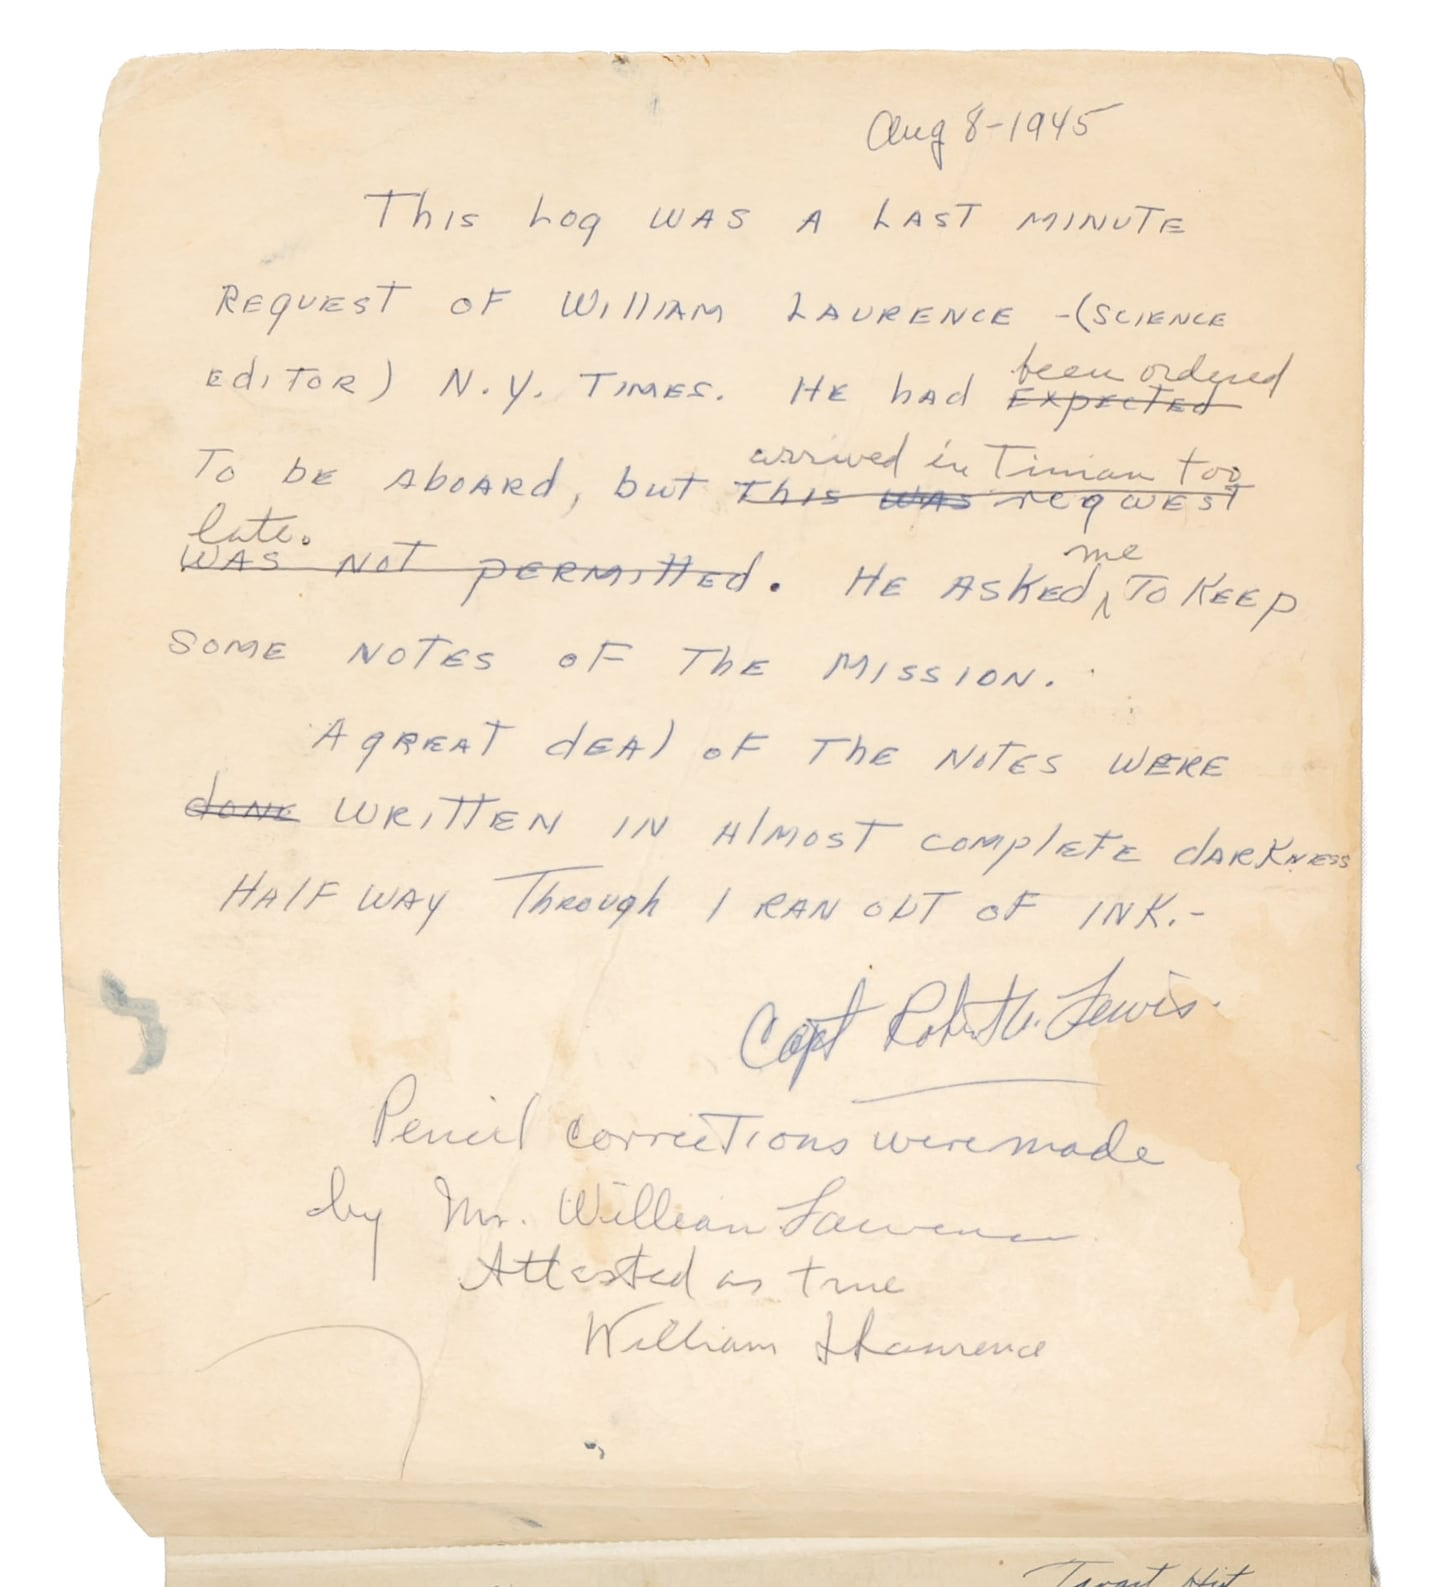 Aug 8-1945
This Log was a last minute
request of William Laurence -(science
been ordered
editor) N.Y. Times. He had Expected
arrived in Tinian too
To be aboard, but This was request
late.
was not permitted. He asked me To Keep
some notes of the mission.
A great deal of the notes were
done written in almost complete darkness
Half way Through I ran out of ink.-
Capt Robert A. Lewis.
Pencil corrections were made
by Mr. William Laurence
Attested as true
William L Laurence
Target Hit